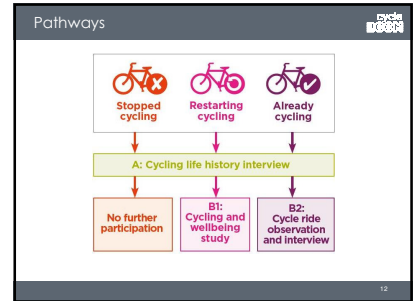 Pathways
cycle
BOOM
Stopped
cycling
Restarting
cycling
Already
cycling
A: Cycling life history interview
No further
participation
B1:
Cycling and
wellbeing
study
B2:
Cycle ride
observation
and interview
12